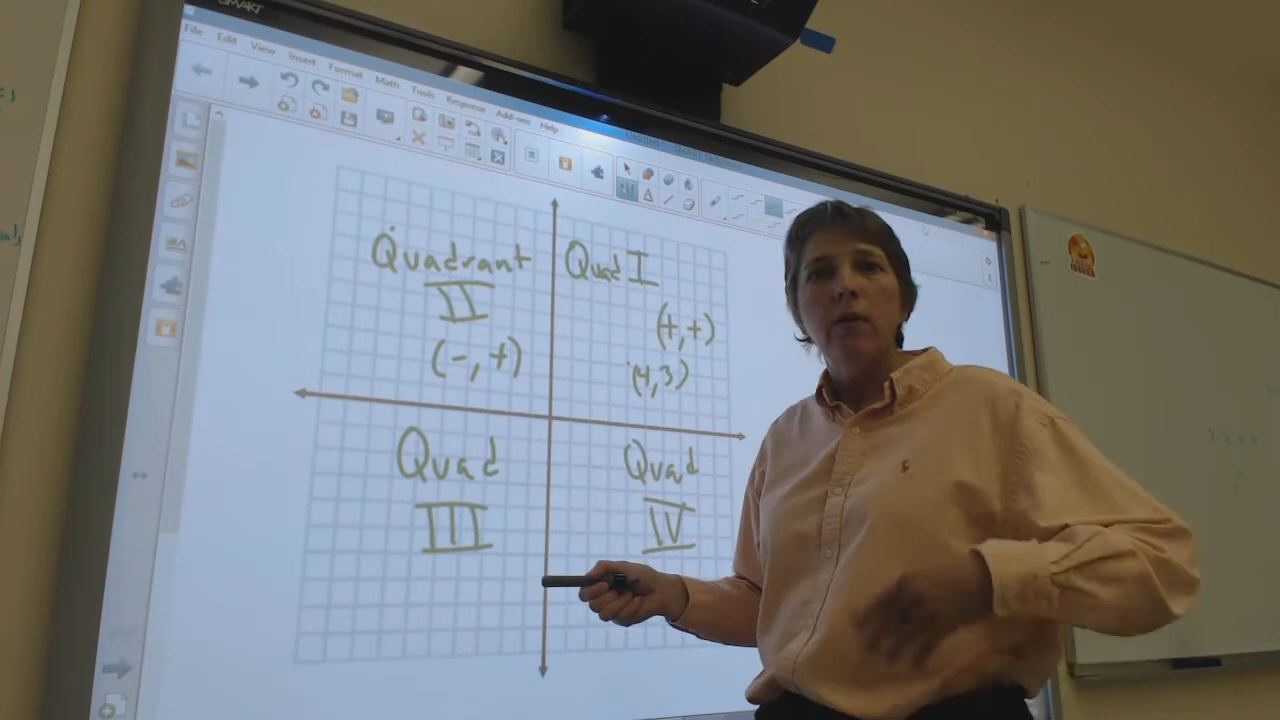 SMART
File Edit View Insert Format Math Tools Response Add-ons Help
Quadrant
II
(-,+)
Quad I
(+,+)
(4,3)
Quad
III
Quad
IV